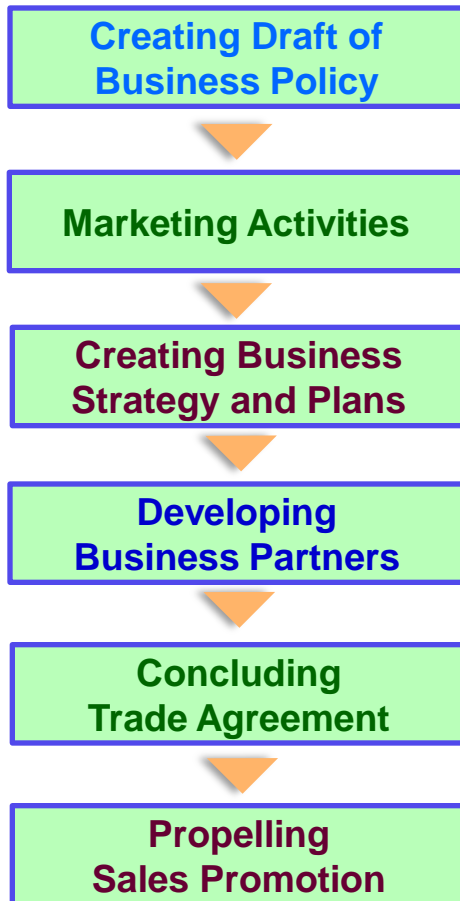 Creating Draft of
Business Policy
Marketing Activities
Creating Business
Strategy and Plans
Developing
Business Partners
Concluding
Trade Agreement
Propelling
Sales Promotion